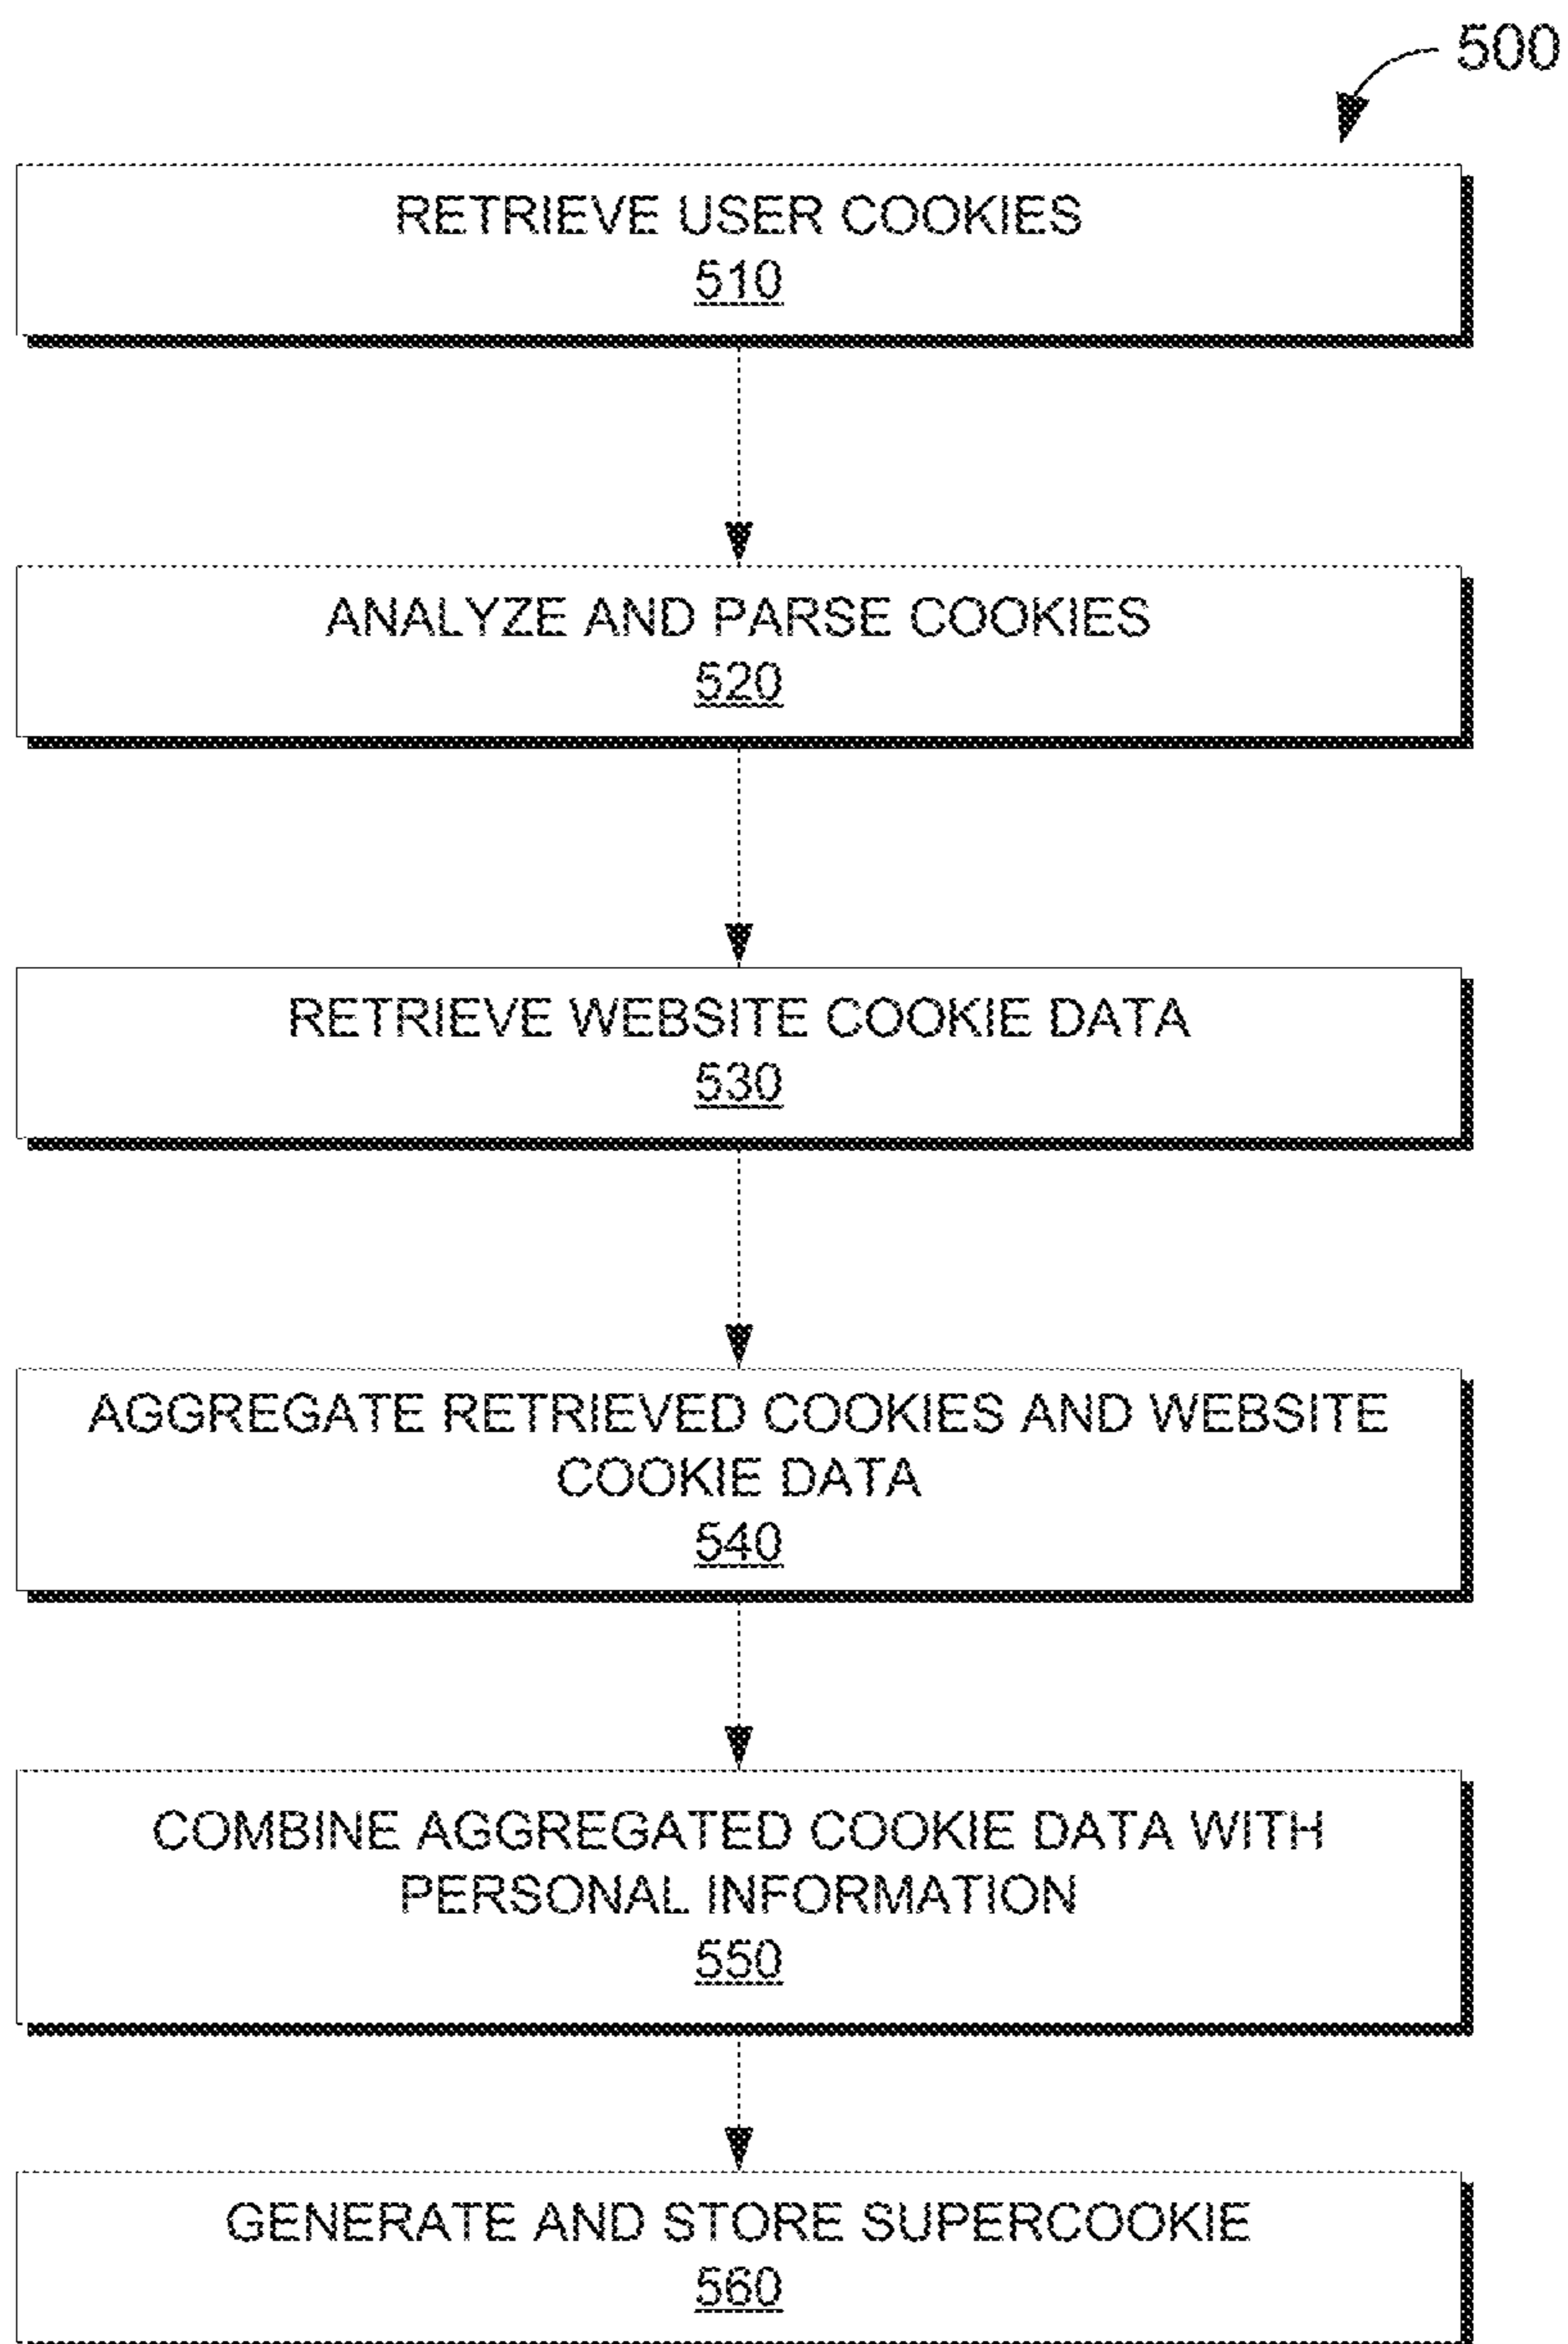 500
RETRIEVE USER COOKIES
510
ANALYZE AND PARSE COOKIES
520
RETRIEVE WEBSITE COOKIE DATA
530
AGGREGATE RETRIEVED COOKIES AND WEBSITE
COOKIE DATA
540
COMBINE AGGREGATED COOKIE DATA WITH
PERSONAL INFORMATION
550
GENERATE AND STORE SUPERCOOKIE
560